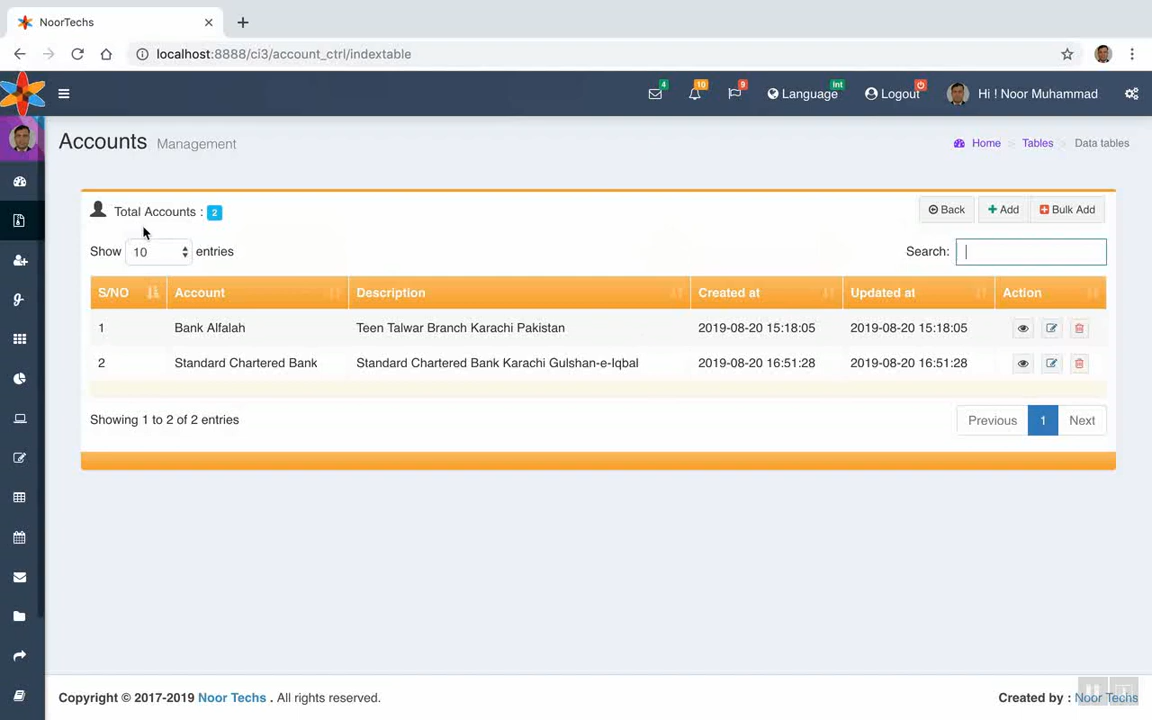 NoorTechs
localhost:8888/ci3/account_ctrl/indextable
4 10 9 Language Int Logout Hi ! Noor Muhammad
Accounts Management Home > Tables > Data tables
Total Accounts : 2 Back Add Bulk Add
Show 10 entries Search:
S/NO Account Description Created at Updated at Action
1 Bank Alfalah Teen Talwar Branch Karachi Pakistan 2019-08-20 15:18:05 2019-08-20 15:18:05
2 Standard Chartered Bank Standard Chartered Bank Karachi Gulshan-e-Iqbal 2019-08-20 16:51:28 2019-08-20 16:51:28
Showing 1 to 2 of 2 entries Previous 1 Next
Copyright © 2017-2019 Noor Techs . All rights reserved. Created by : Noor Techs